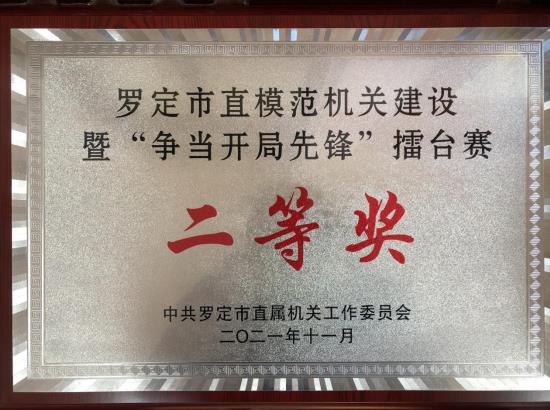 罗定市直模范机关建设
暨“争当开局先锋”擂台赛
二等奖
中共罗定市直属机关工作委员会
二〇二一年十一月